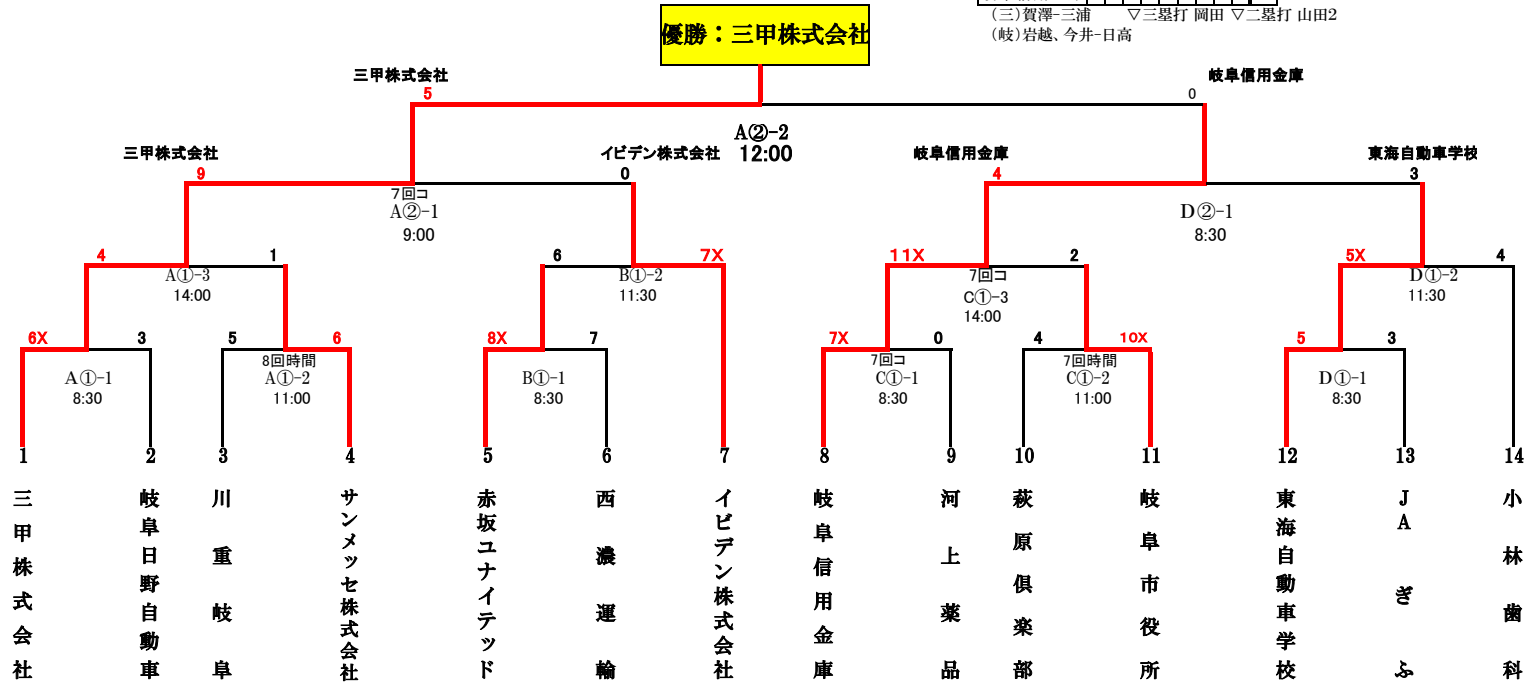 (三)賀澤-三浦　▽三塁打 岡田 ▽二塁打 山田2
(岐)岩越、今井-日高
優勝：三甲株式会社
三甲株式会社
岐阜信用金庫
5
0
A②-2
12:00
三甲株式会社
イビデン株式会社
岐阜信用金庫
東海自動車学校
9
0
4
3
7回コ
A②-1
9:00
D②-1
8:30
4
1
6
7X
11X
2
5X
4
A①-3
14:00
B①-2
11:30
7回コ
C①-3
14:00
D①-2
11:30
6X
3
5
6
8X
7
7X
0
4
10X
5
3
A①-1
8:30
8回時間
A①-2
11:00
B①-1
8:30
7回コ
C①-1
8:30
7回時間
C①-2
11:00
D①-1
8:30
1
2
3
4
5
6
7
8
9
10
11
12
13
14
三甲株式会社
岐阜日野自動車
川重岐阜
サンメッセ株式会社
赤坂ユナイテッド
西濃運輸
イビデン株式会社
岐阜信用金庫
河上薬品
萩原倶楽部
岐阜市役所
東海自動車学校
JAぎふ
小林歯科